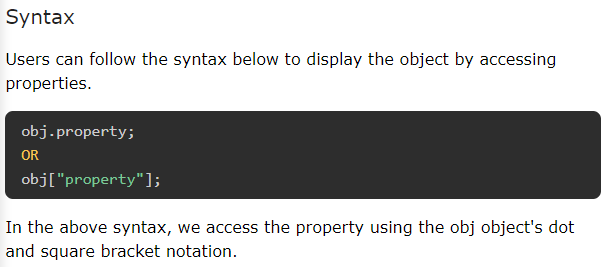 Syntax
Users can follow the syntax below to display the object by accessing
properties.
obj.property;
OR
obj["property"];
In the above syntax, we access the property using the obj object's dot
and square bracket notation.